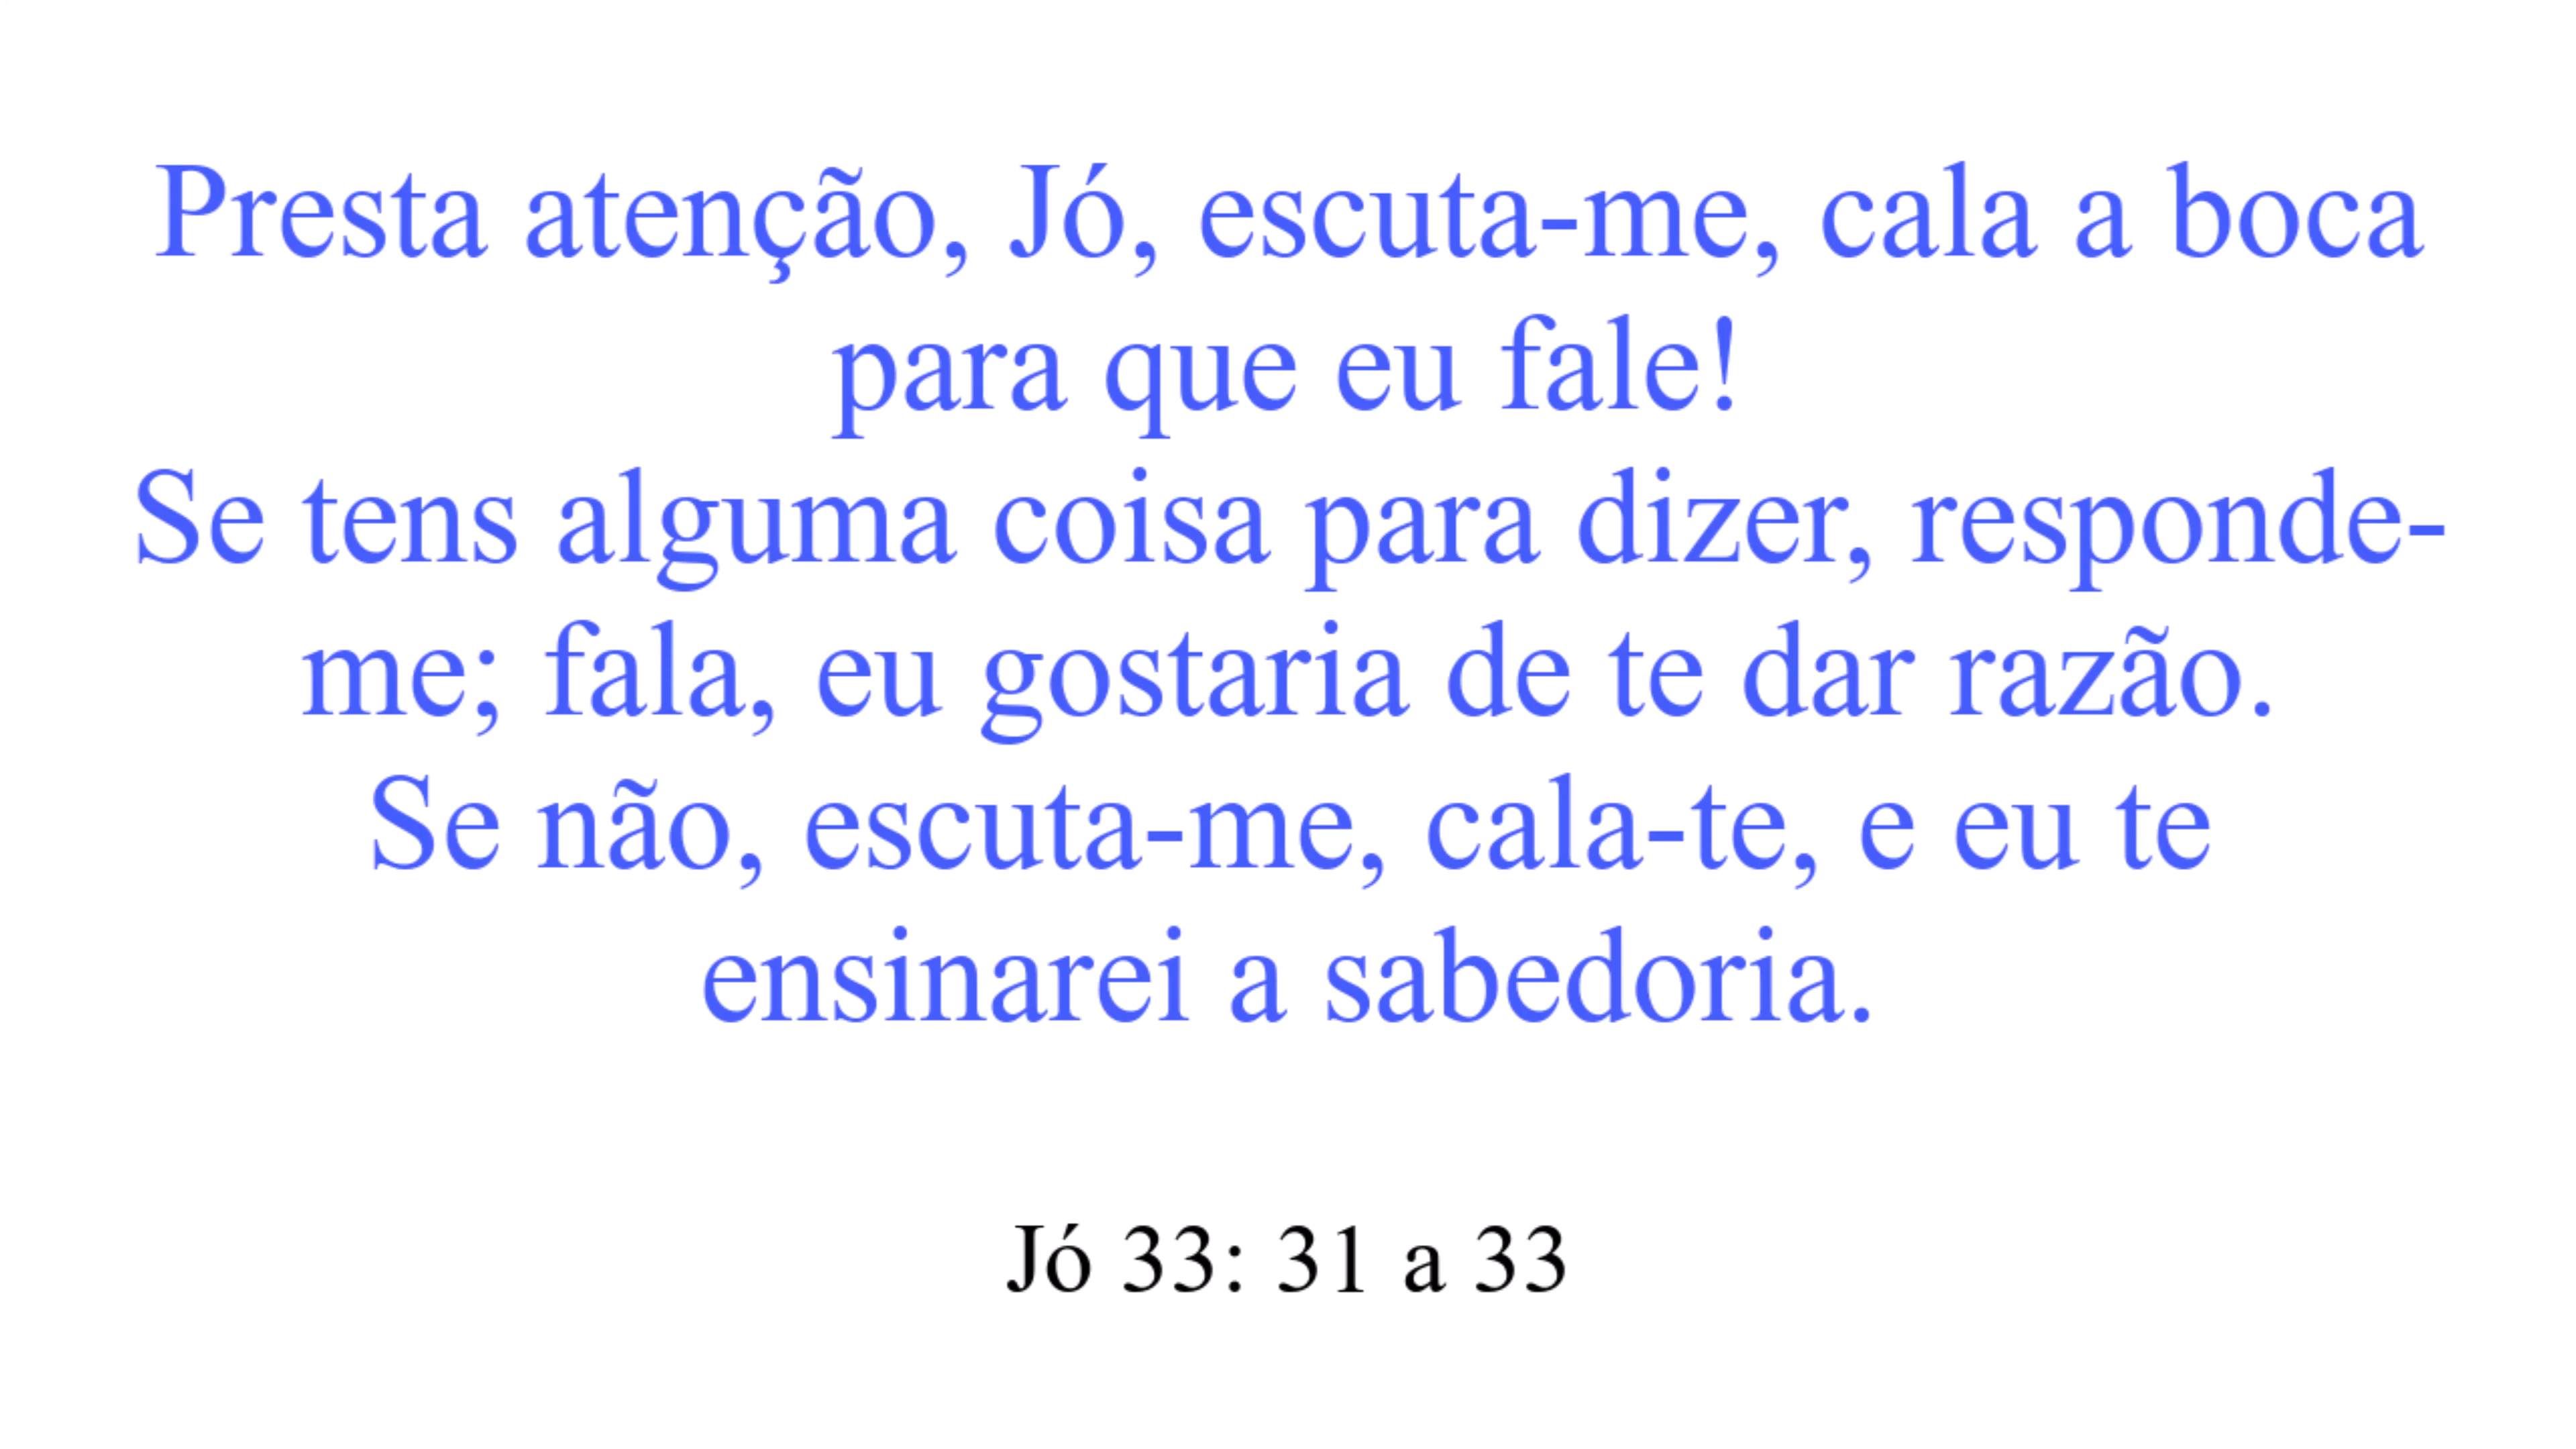 Presta atenção, Jó, escuta-me, cala a boca
para que eu fale!
Se tens alguma coisa para dizer, responde-
me; fala, eu gostaria de te dar razão.
Se não, escuta-me, cala-te, e eu te
ensinarei a sabedoria.
Jó 33: 31 a 33